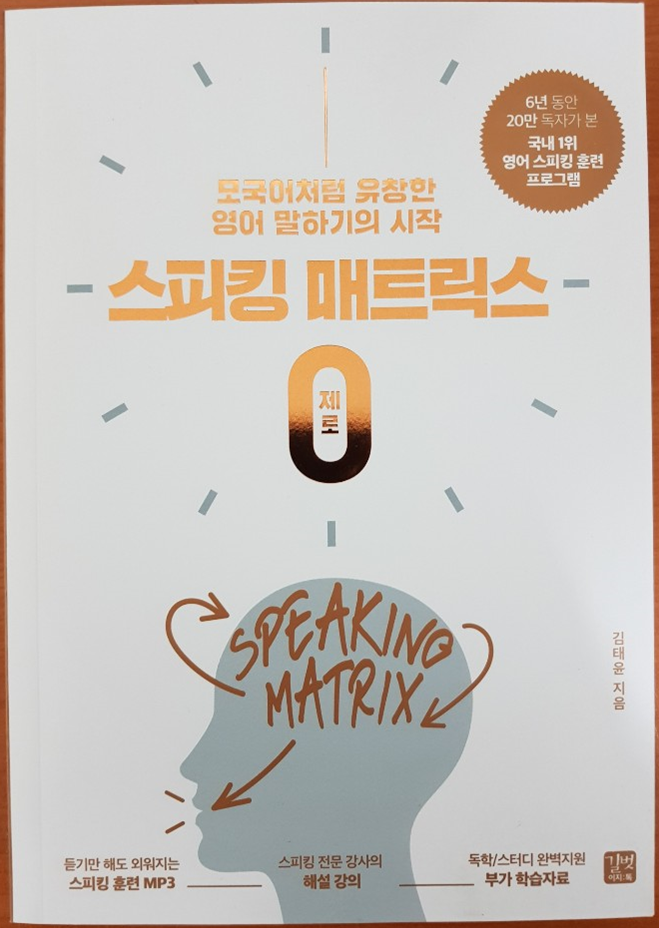 6년 동안
20만 독자가 본
국내 1위
영어 스피킹 훈련
프로그램
모국어처럼 유창한
영어 말하기의 시작
스피킹 매트릭스
0
제로
SPEAKING
MATRIX
김태윤 지음
듣기만 해도 외워지는
스피킹 훈련 MP3
스피킹 전문 강사의
해설 강의
독학/스터디 완벽지원
부가 학습자료
길벗
이지:톡